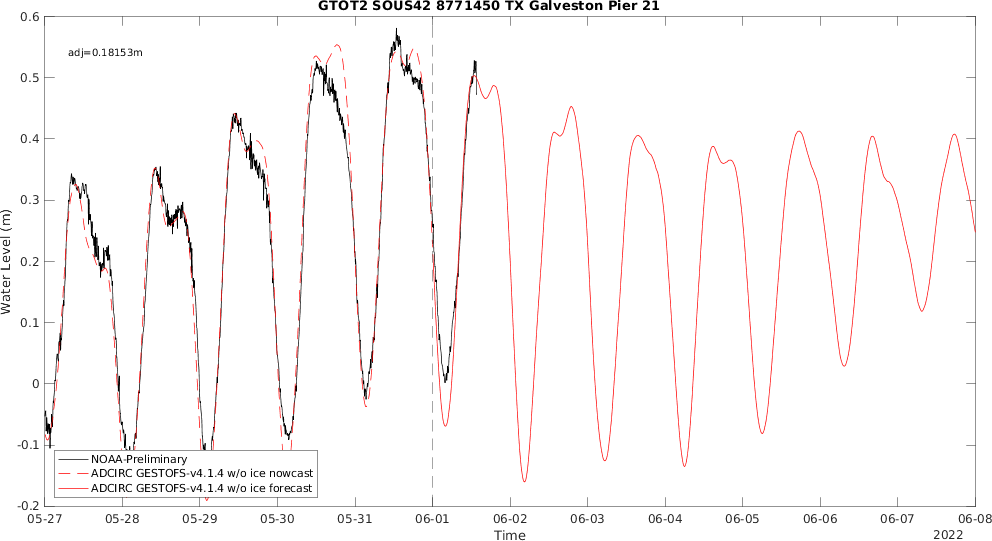 GTOT2 SOUS42 8771450 TX Galveston Pier 21
adj=0.18153m
0.6
0.5
0.4
0.3
0.2
0.1
0
-0.1
-0.2
Water Level (m)
NOAA-Preliminary
ADCIRC GESTOFS-v4.1.4 w/o ice nowcast
ADCIRC GESTOFS-v4.1.4 w/o ice forecast
05-27 05-28 05-29 05-30 05-31 06-01 06-02 06-03 06-04 06-05 06-06 06-07 06-08
Time
2022